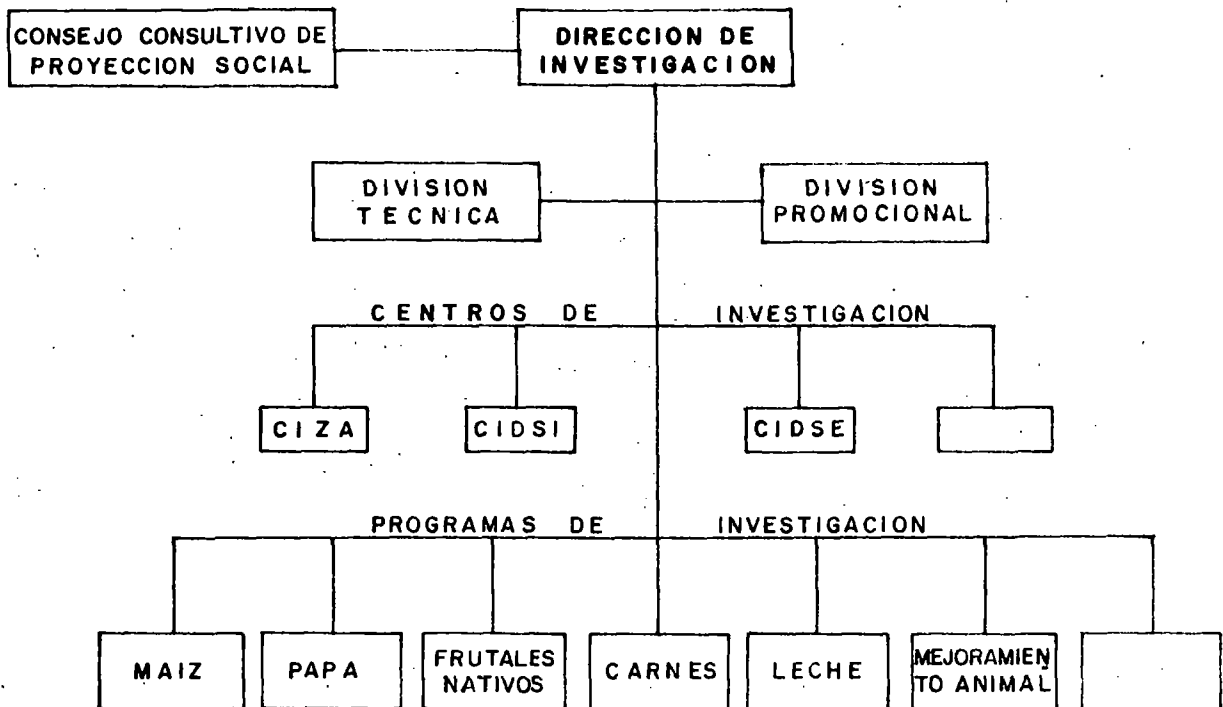 CONSEJO CONSULTIVO DE
PROYECCION SOCIAL
DIRECCION DE
INVESTIGACION
DIVISION
TECNICA
DIVISION
PROMOCIONAL
CENTROS DE INVESTIGACION
CIZA
CIDSI
CIDSE
PROGRAMAS DE INVESTIGACION
MAIZ
PAPA
FRUTALES
NATIVOS
CARNES
LECHE
MEJORAMIEN
TO ANIMAL